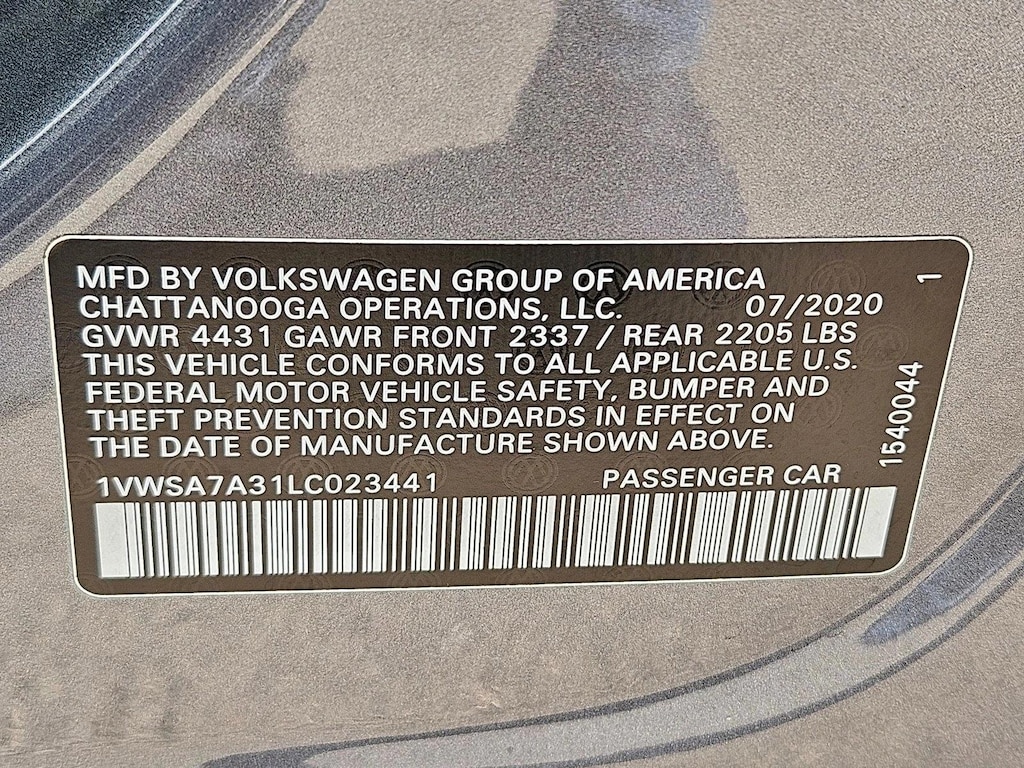 MFD BY VOLKSWAGEN GROUP OF AMERICA
CHATTANOOGA OPERATIONS, LLC. 07/2020
GVWR 4431 GAWR FRONT 2337 / REAR 2205 LBS
THIS VEHICLE CONFORMS TO ALL APPLICABLE U.S.
FEDERAL MOTOR VEHICLE SAFETY, BUMPER AND
THEFT PREVENTION STANDARDS IN EFFECT ON
THE DATE OF MANUFACTURE SHOWN ABOVE.
1VWSA7A31LC023441 PASSENGER CAR
1540044 1